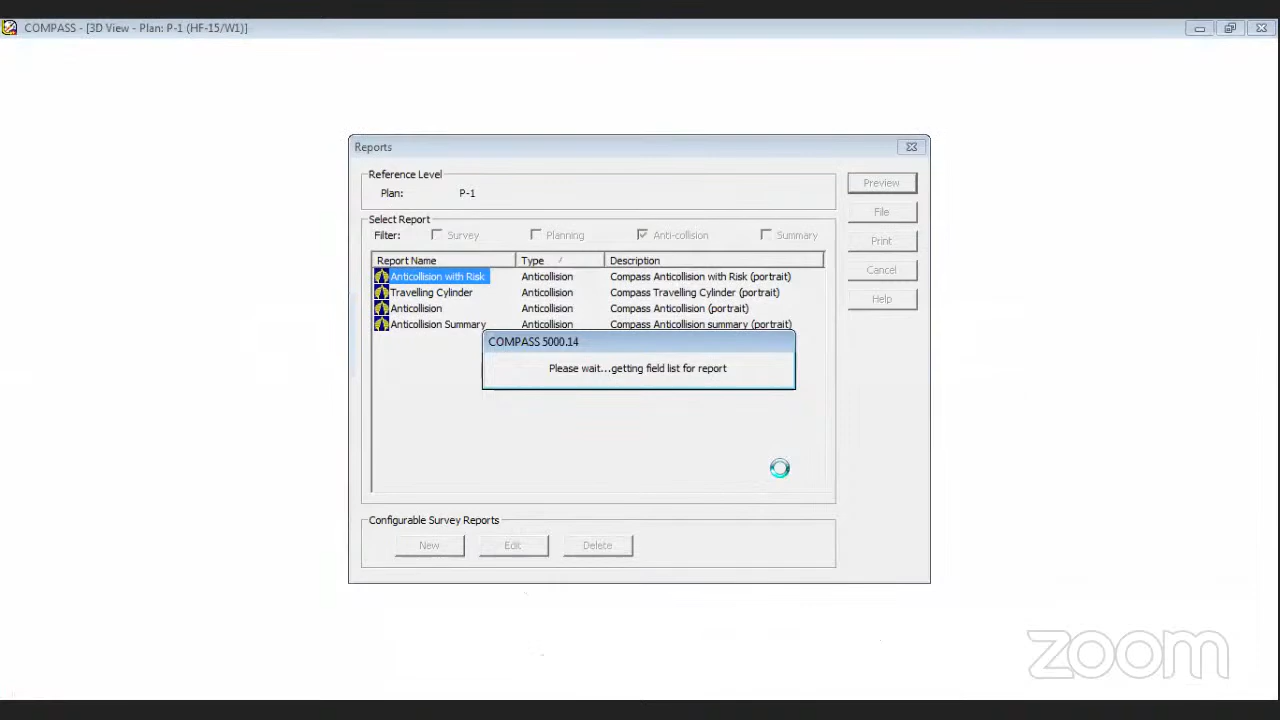 COMPASS - [3D View - Plan: P-1 (HF-15/W1)]
Reports
Reference Level
Plan: P-1
Preview
File
Print
Cancel
Help
Select Report
Filter: Survey Planning Anti-collision Summary
Report Name Type Description
Anticollision with Risk Anticollision Compass Anticollision with Risk (portrait)
Travelling Cylinder Anticollision Compass Travelling Cylinder (portrait)
Anticollision Anticollision Compass Anticollision (portrait)
Anticollision Summary Anticollision Compass Anticollision summary (portrait)
COMPASS 5000.14
Please wait...getting field list for report
Configurable Survey Reports
New Edit Delete
zoom